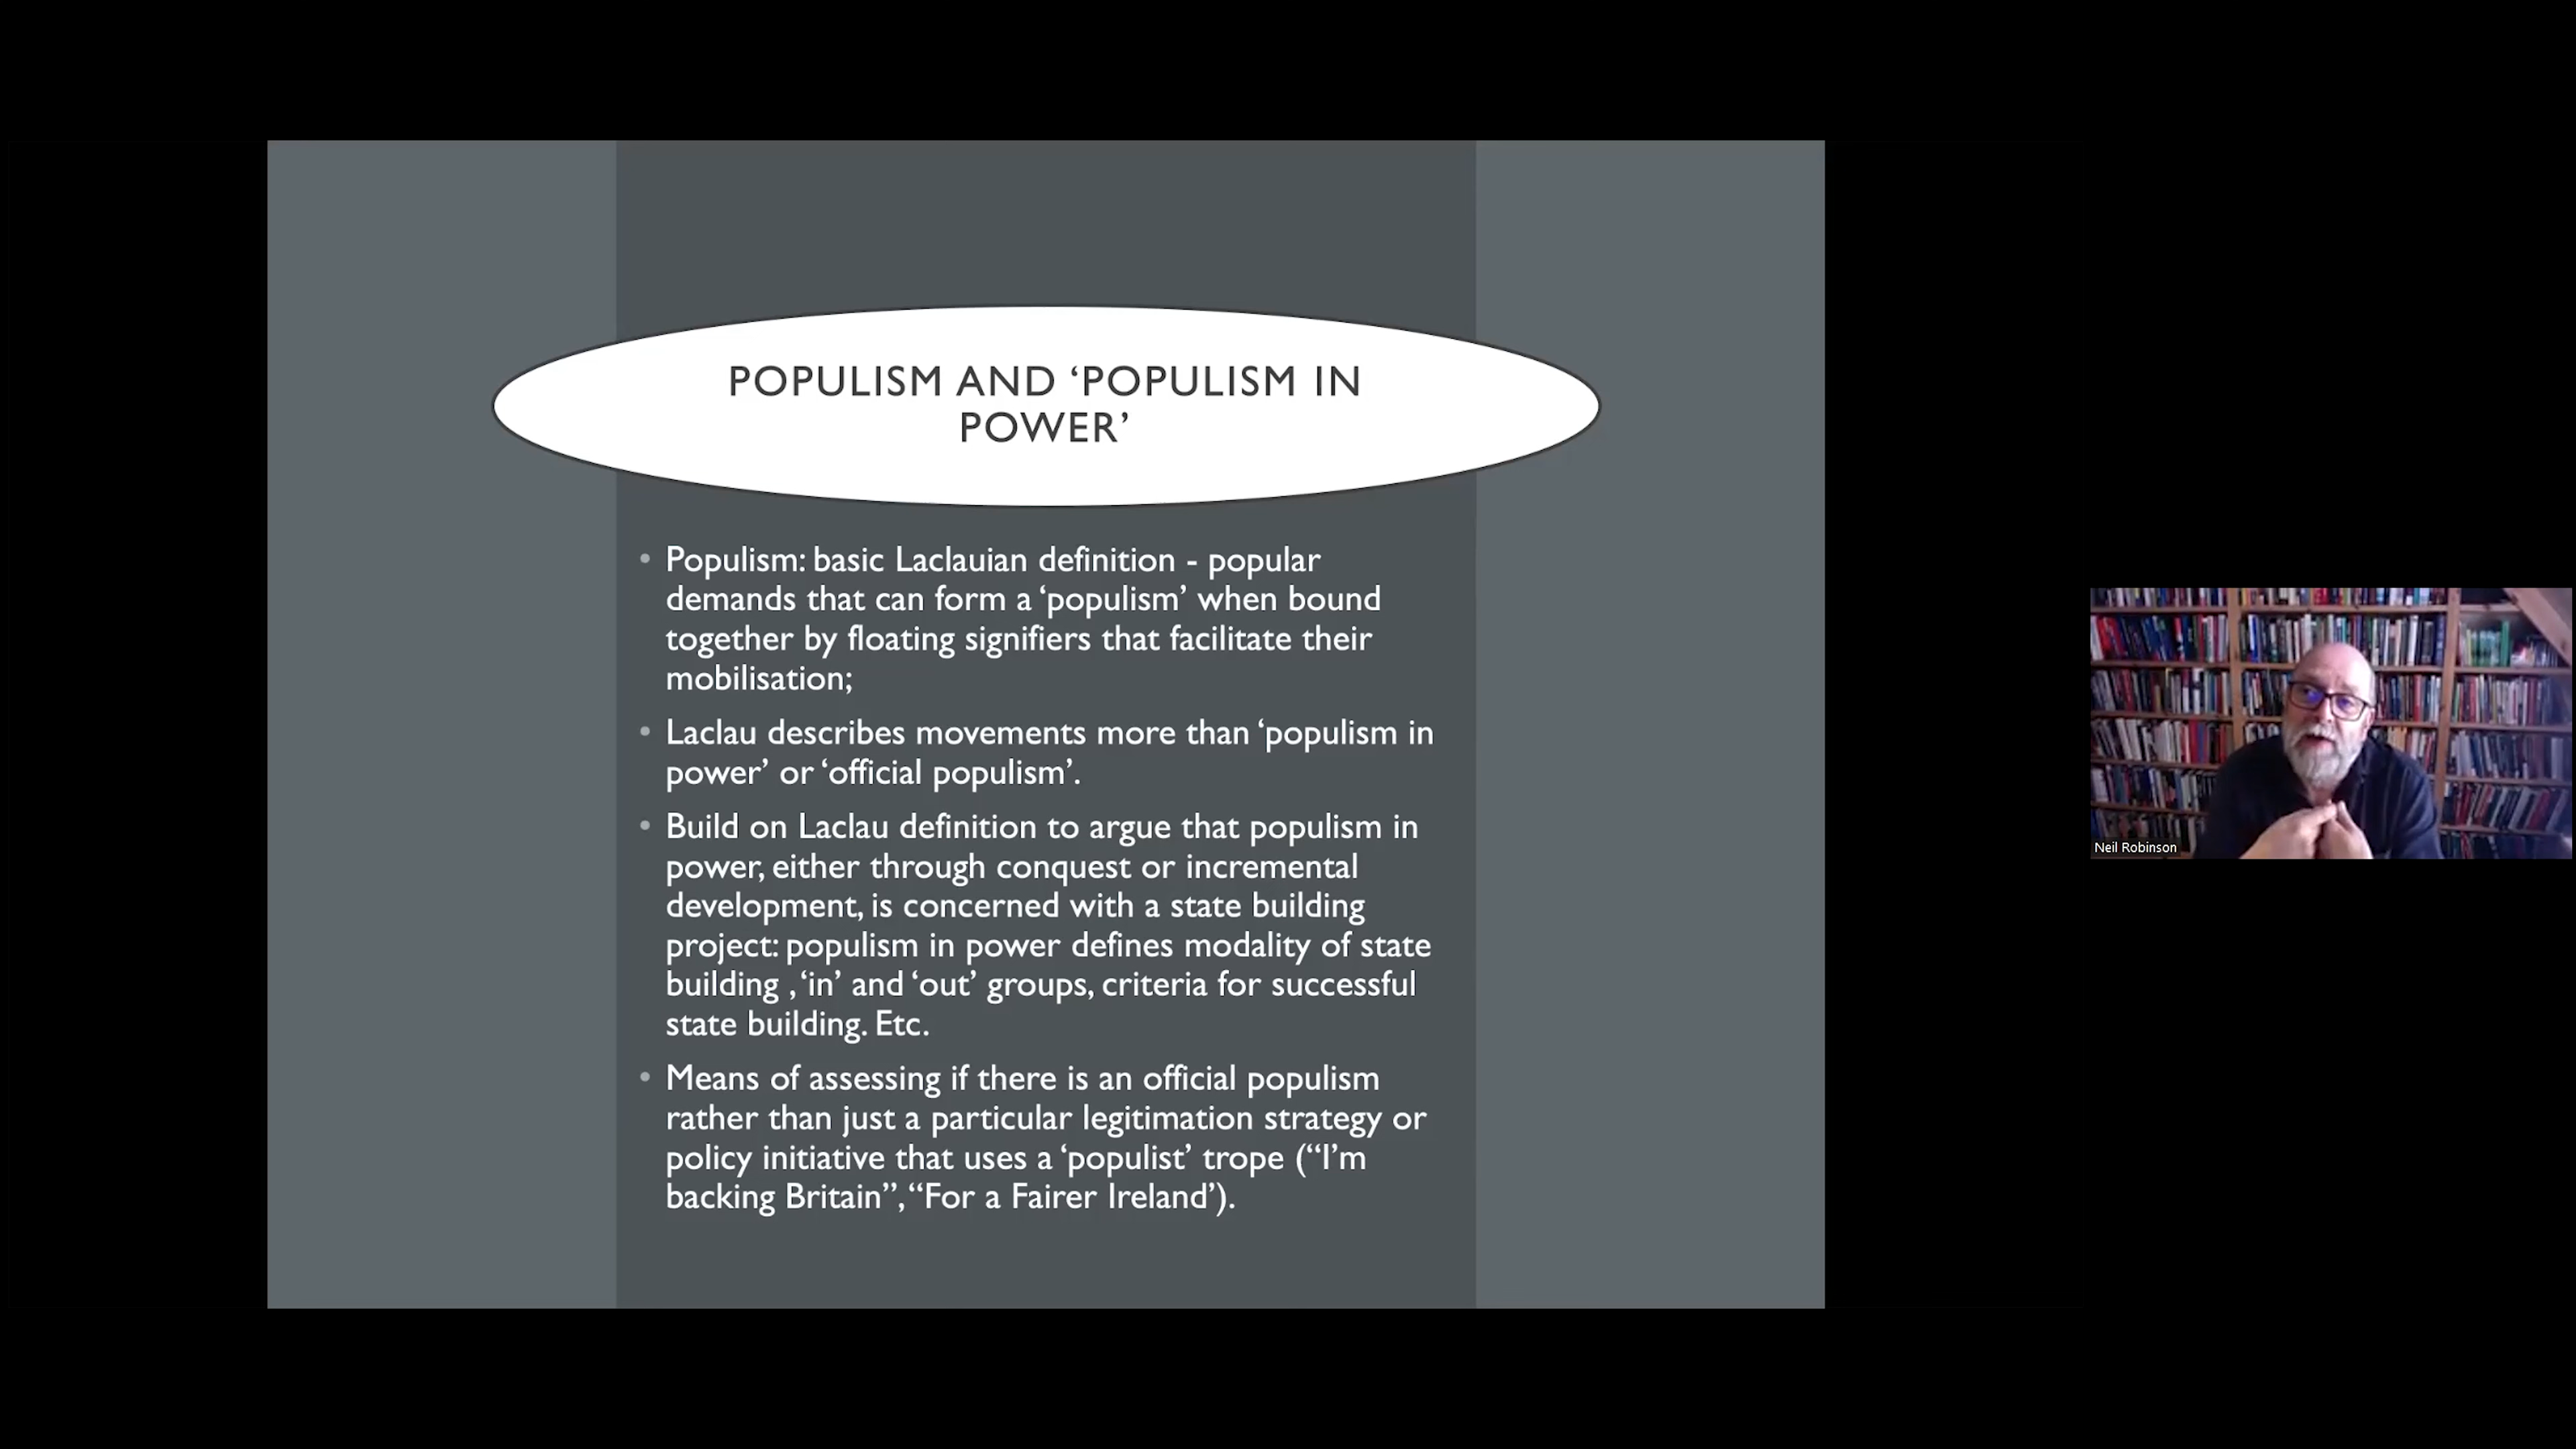 POPULISM AND ‘POPULISM IN
POWER’
• Populism: basic Laclauian definition - popular
demands that can form a ‘populism’ when bound
together by floating signifiers that facilitate their
mobilisation;
• Laclau describes movements more than ‘populism in
power’ or ‘official populism’.
• Build on Laclau definition to argue that populism in
power, either through conquest or incremental
development, is concerned with a state building
project: populism in power defines modality of state
building , ‘in’ and ‘out’ groups, criteria for successful
state building. Etc.
• Means of assessing if there is an official populism
rather than just a particular legitimation strategy or
policy initiative that uses a ‘populist’ trope (“I’m
backing Britain”, “For a Fairer Ireland’).
Neil Robinson